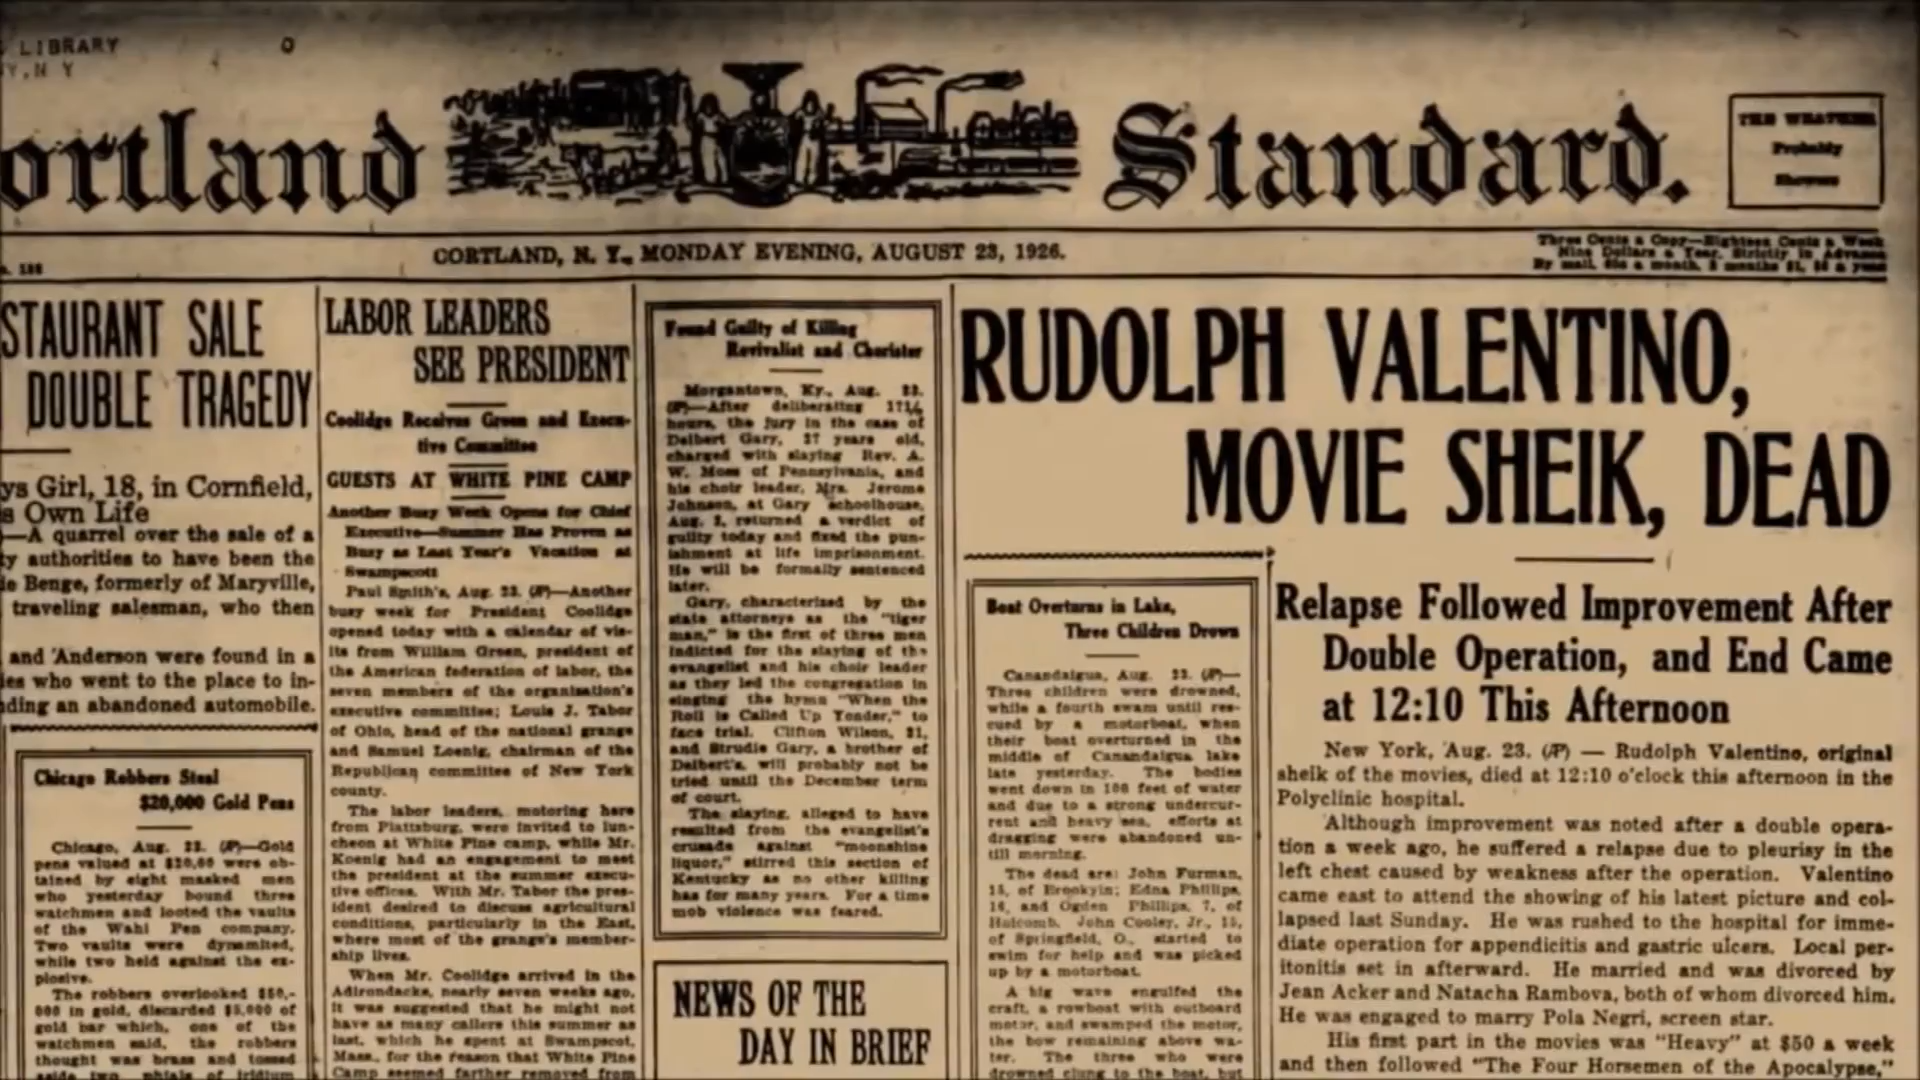 LIBRARY
Y, N Y
ortland Standard.
THE WEATHER
Probably
Showers
CORTLAND, N. Y., MONDAY EVENING, AUGUST 23, 1926.
Three Cents a Copy—Eighteen Cents a Week
Nine Dollars a Year, Strictly in Advance
STAURANT SALE
DOUBLE TRAGEDY
ys Girl, 18, in Cornfield,
s Own Life
—A quarrel over the sale of a
ty authorities to have been the
ie Benge, formerly of Maryville,
traveling salesman, who then
and Anderson were found in a
ies who went to the place to in-
ding an abandoned automobile.
Chicago Robbers Steal
$20,000 Gold Pens
Chicago, Aug. 23. (AP)—Gold
pens valued at $20,00 were ob-
tained by eight masked men
who yesterday bound three
watchmen and looted the vaults
of the Wahl Pen company.
Two vaults were dynamited,
while two held against the ex-
plosive.
The robbers overlooked $50,-
000 in gold, discarded $5,000 of
gold bar which, one of the
watchmen said, the robbers
thought was brass and tossed
aside two phials of iridium
LABOR LEADERS
SEE PRESIDENT
Coolidge Receives Green and Execu-
tive Committee
GUESTS AT WHITE PINE CAMP
Another Busy Week Opens for Chief
Executive—Summer Has Proven as
Busy as Last Year's Vacation at
Swampscott
Paul Smith's, Aug. 23. (AP)—Another
busy week for President Coolidge
opened today with a calendar of vis-
its from William Green, president of
the American federation of labor, the
seven members of the organization's
executive committee; Louis J. Tabor
of Ohio, head of the national grange
and Samuel Loenig, chairman of the
Republican committee of New York
county.
The labor leaders, motoring here
from Plattsburg, were invited to lun-
cheon at White Pine camp, while Mr.
Koenig had an engagement to meet
the president at the summer execu-
tive offices. With Mr. Tabor the pres-
ident desired to discuss agricultural
conditions, particularly in the East,
where most of the grange's member-
ship lives.
When Mr. Coolidge arrived in the
Adirondacks, nearly seven weeks ago,
it was suggested that he might not
have as many callers this summer as
last, which he spent at Swampscot,
Mass., for the reason that White Pine
Camp seemed farther removed from
Found Guilty of Killing
Revivalist and Chorister
Morgantown, Ky., Aug. 23.
(AP)—After deliberating 17½
hours, the jury in the case of
Delbert Gary, 27 years old,
charged with slaying Rev. A.
W. Moss of Pennsylvania, and
his choir leader, Mrs. Jerome
Johnson, at Gary schoolhouse,
Aug. 2, returned a verdict of
guilty today and fixed the pun-
ishment at life imprisonment.
He will be formally sentenced
later.
Gary, characterized by the
state attorneys as the "tiger
man," is the first of three men
indicted for the slaying of the
evangelist and his choir leader
as they led the congregation in
singing the hymn "When the
Roll is Called Up Yonder," to
face trial. Clifton Wilson, 21,
and Strudie Gary, a brother of
Delbert's, will probably not be
tried until the December term
of court.
The slaying, alleged to have
resulted from the evangelist's
crusade against "moonshine
liquor," stirred this section of
Kentucky as no other killing
has for many years. For a time
mob violence was feared.
NEWS OF THE
DAY IN BRIEF
RUDOLPH VALENTINO,
MOVIE SHEIK, DEAD
Boat Overturns in Lake,
Three Children Drown
Canandaigua, Aug. 23. (AP)—
Three children were drowned,
while a fourth swam until res-
cued by a motorboat, when
their boat overturned in the
middle of Canandaigua lake
late yesterday. The bodies
went down in 100 feet of water
and due to a strong undercur-
rent and heavy sea, efforts at
dragging were abandoned un-
till morning.
The dead are: John Furman,
15, of Brooklyn; Edna Phillips,
16, and Ogden Phillips, 7, of
Holcomb. John Cooley, Jr., 15,
of Springfield, O., started to
swim for help and was picked
up by a motorboat.
A big wave engulfed the
craft, a rowboat with outboard
motor, and swamped the motor,
the bow remaining above wa-
ter. The three who were
drowned clung to the boat, but
Relapse Followed Improvement After
Double Operation, and End Came
at 12:10 This Afternoon
New York, Aug. 23. (AP) — Rudolph Valentino, original
sheik of the movies, died at 12:10 o'clock this afternoon in the
Polyclinic hospital.
Although improvement was noted after a double opera-
tion a week ago, he suffered a relapse due to pleurisy in the
left chest caused by weakness after the operation. Valentino
came east to attend the showing of his latest picture and col-
lapsed last Sunday. He was rushed to the hospital for imme-
diate operation for appendicitis and gastric ulcers. Local per-
itonitis set in afterward. He married and was divorced by
Jean Acker and Natacha Rambova, both of whom divorced him.
He was engaged to marry Pola Negri, screen star.
His first part in the movies was "Heavy" at $50 a week
and then followed "The Four Horsemen of the Apocalypse,"